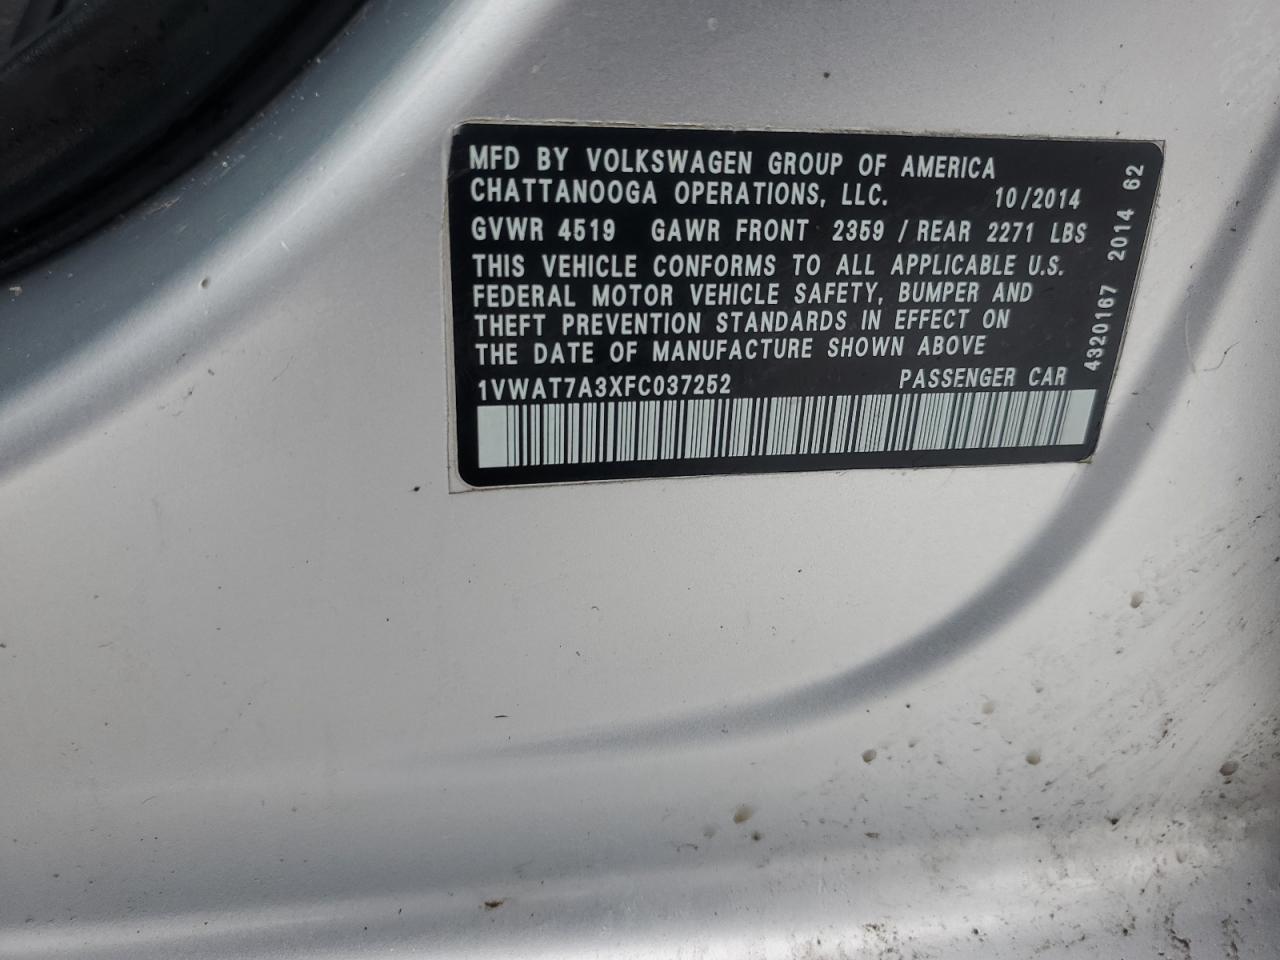 MFD BY VOLKSWAGEN GROUP OF AMERICA
CHATTANOOGA OPERATIONS, LLC. 10/2014
GVWR 4519 GAWR FRONT 2359 / REAR 2271 LBS
THIS VEHICLE CONFORMS TO ALL APPLICABLE U.S.
FEDERAL MOTOR VEHICLE SAFETY, BUMPER AND
THEFT PREVENTION STANDARDS IN EFFECT ON
THE DATE OF MANUFACTURE SHOWN ABOVE
1VWAT7A3XFC037252 PASSENGER CAR
4320167 2014 62